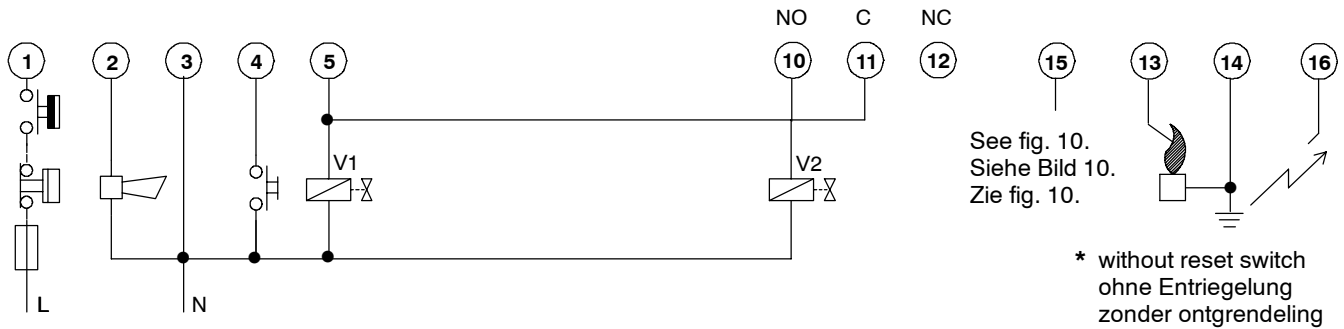 NO C NC
1 2 3 4 5 10 11 12 15 13 14 16
V1 V2
See fig. 10.
Siehe Bild 10.
Zie fig. 10.
L N
* without reset switch
ohne Entriegelung
zonder ontgrendeling